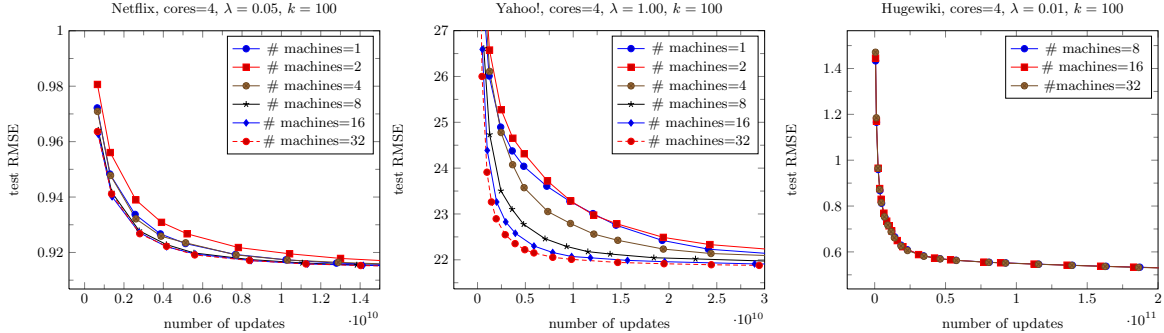 Netflix, cores=4, λ = 0.05, k = 100
1
0.98
0.96
0.94
0.92
test RMSE
# machines=1
# machines=2
# machines=4
# machines=8
# machines=16
# machines=32
0 0.2 0.4 0.6 0.8 1 1.2 1.4
·10^10
number of updates
Yahoo!, cores=4, λ = 1.00, k = 100
27
26
25
24
23
22
test RMSE
# machines=1
# machines=2
# machines=4
# machines=8
# machines=16
# machines=32
0 0.5 1 1.5 2 2.5 3
·10^10
number of updates
Hugewiki, cores=4, λ = 0.01, k = 100
1.4
1.2
1
0.8
0.6
test RMSE
# machines=8
# machines=16
#machines=32
0 0.5 1 1.5 2
·10^11
number of updates